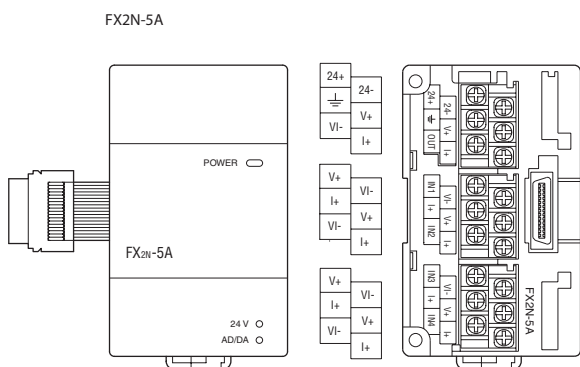 FX2N-5A
POWER
FX2N-5A
24 V
AD/DA
24+
24-
⏚
V+
VI-
I+
V+
VI-
I+
V+
VI-
I+
V+
VI-
I+
V+
VI-
I+
24+
24-
⏚
V+
OUT
I+
IN1
VI-
I+
V+
IN2
I+
IN3
VI-
I+
V+
IN4
I+
FX2N-5A